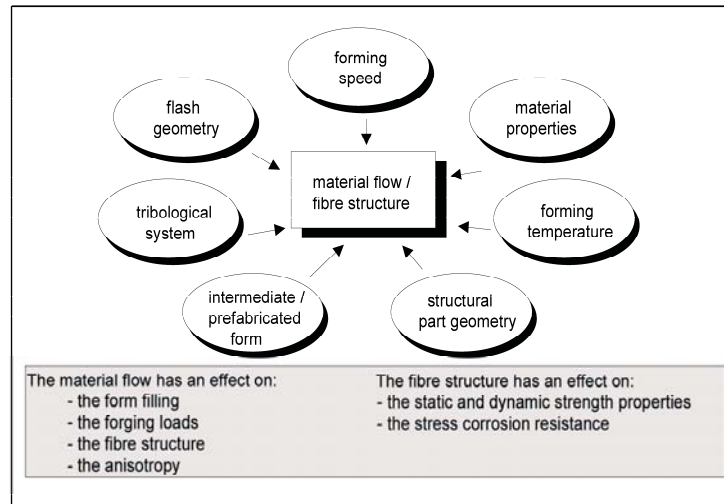 forming
speed
flash
geometry
material
properties
material flow /
fibre structure
tribological
system
forming
temperature
intermediate /
prefabricated
form
structural
part geometry
The material flow has an effect on:
- the form filling
- the forging loads
- the fibre structure
- the anisotropy
The fibre structure has an effect on:
- the static and dynamic strength properties
- the stress corrosion resistance